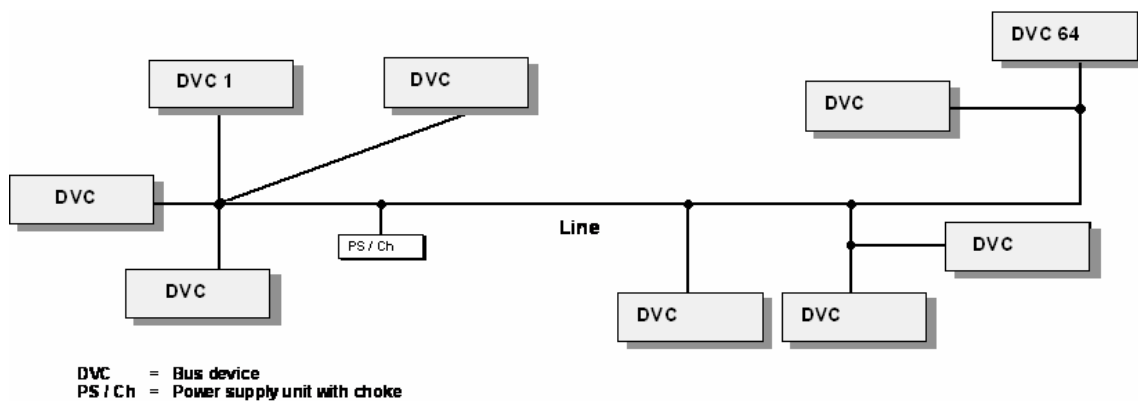 DVC 64
DVC 1
DVC
DVC
DVC
Line
PS / Ch
DVC
DVC
DVC
DVC
DVC = Bus device
PS / Ch = Power supply unit with choke